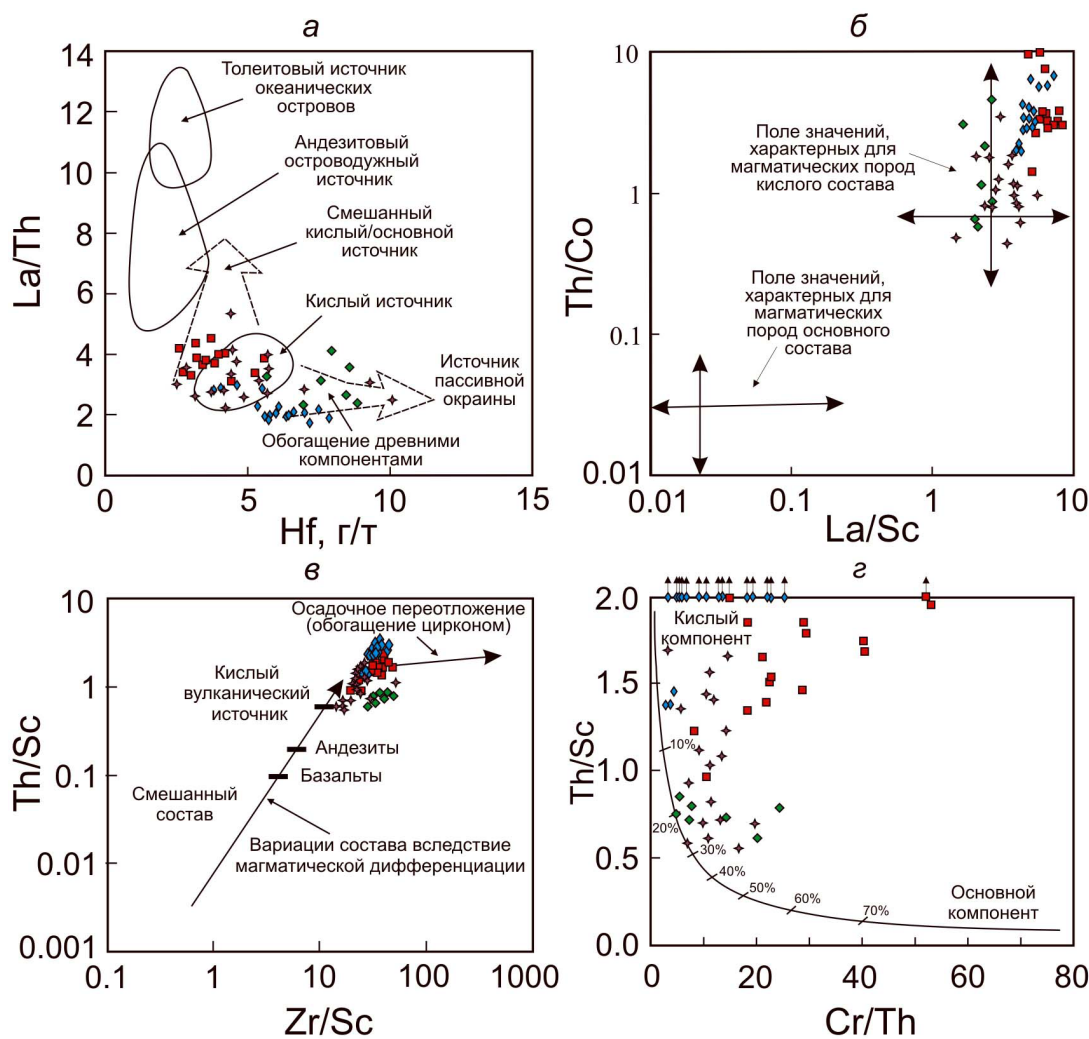 а
14
12
10
8
6
4
2
0
La/Th
Толеитовый источник
океанических
островов
Андезитовый
островодужный
источник
Смешанный
кислый/основной
источник
Кислый источник
Источник
пассивной
окраины
Обогащение древними
компонентами
0
5
10
15
Hf, г/т
б
10
1
0.1
0.01
Th/Co
Поле значений,
характерных для
магматических пород
кислого состава
Поле значений,
характерных для
магматических
пород основного
состава
0.01
0.1
1
10
La/Sc
в
10
1
0.1
0.01
0.001
Th/Sc
Осадочное переотложение
(обогащение цирконом)
Кислый
вулканический
источник
Андезиты
Базальты
Смешанный
состав
Вариации состава вследствие
магматической дифференциации
0.1
1
10
100
1000
Zr/Sc
г
2.0
1.5
1.0
0.5
0.0
Th/Sc
Кислый
компонент
10%
20%
30%
40%
50%
60%
70%
Основной
компонент
0
20
40
60
80
Cr/Th